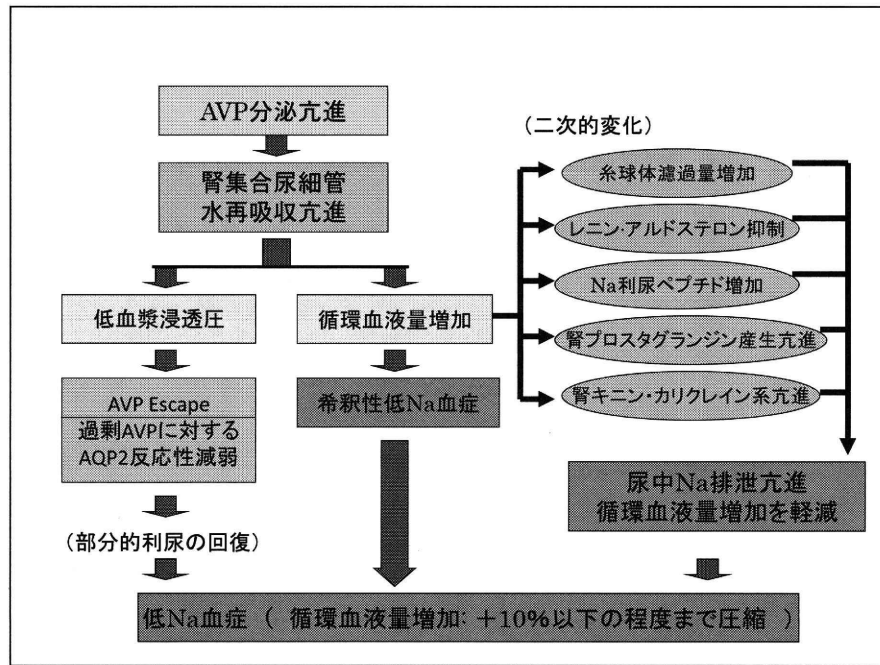 AVP分泌亢進
腎集合尿細管
水再吸収亢進
低血漿浸透圧
循環血液量増加
AVP Escape
過剰AVPに対する
AQP2反応性減弱
希釈性低Na血症
(部分的利尿の回復)
(二次的変化)
糸球体濾過量増加
レニン・アルドステロン抑制
Na利尿ペプチド増加
腎プロスタグランジン産生亢進
腎キニン・カリクレイン系亢進
尿中Na排泄亢進
循環血液量増加を軽減
低Na血症 ( 循環血液量増加: +10%以下の程度まで圧縮 )